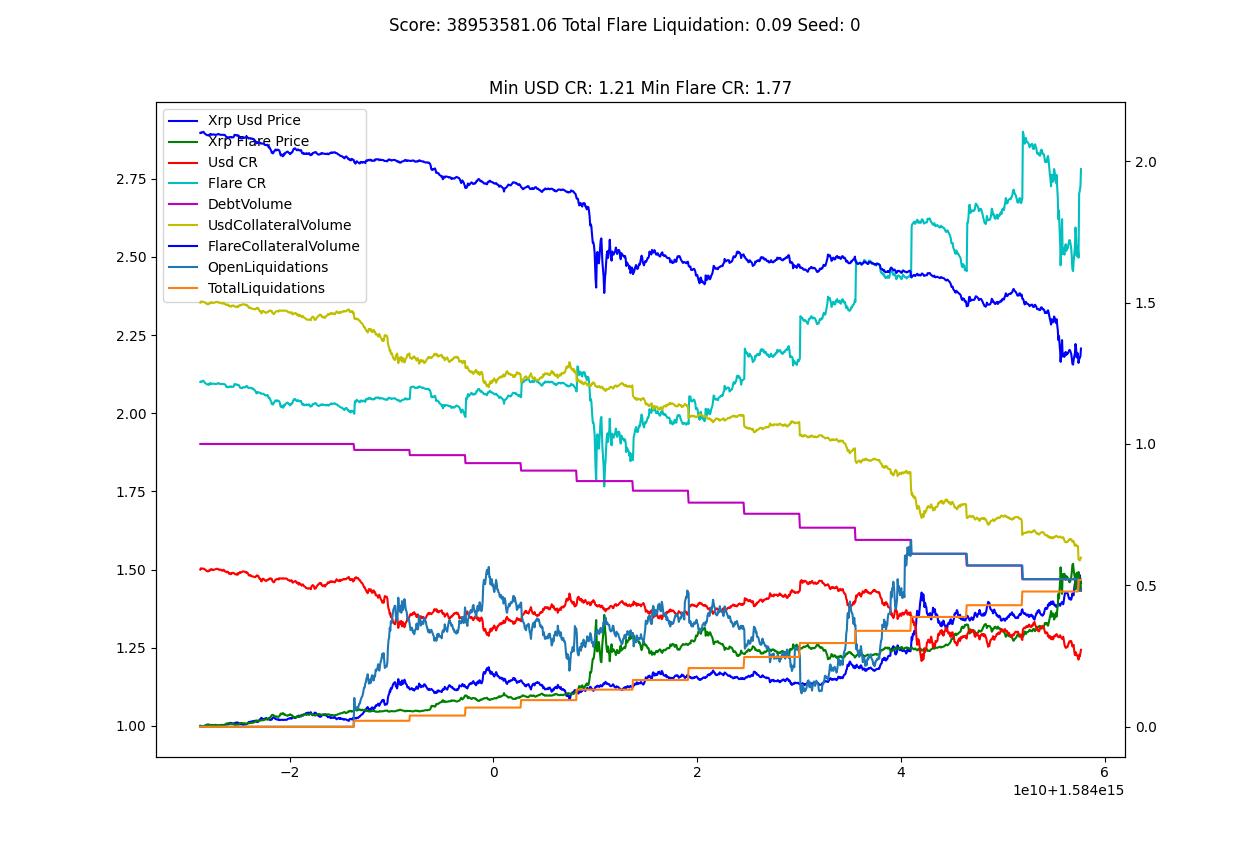 Score: 38953581.06 Total Flare Liquidation: 0.09 Seed: 0
Min USD CR: 1.21 Min Flare CR: 1.77
Xrp Usd Price
Xrp Flare Price
Usd CR
Flare CR
DebtVolume
UsdCollateralVolume
FlareCollateralVolume
OpenLiquidations
TotalLiquidations
2.75
2.50
2.25
2.00
1.75
1.50
1.25
1.00
2.0
1.5
1.0
0.5
0.0
−2
0
2
4
6
1e10+1.584e15